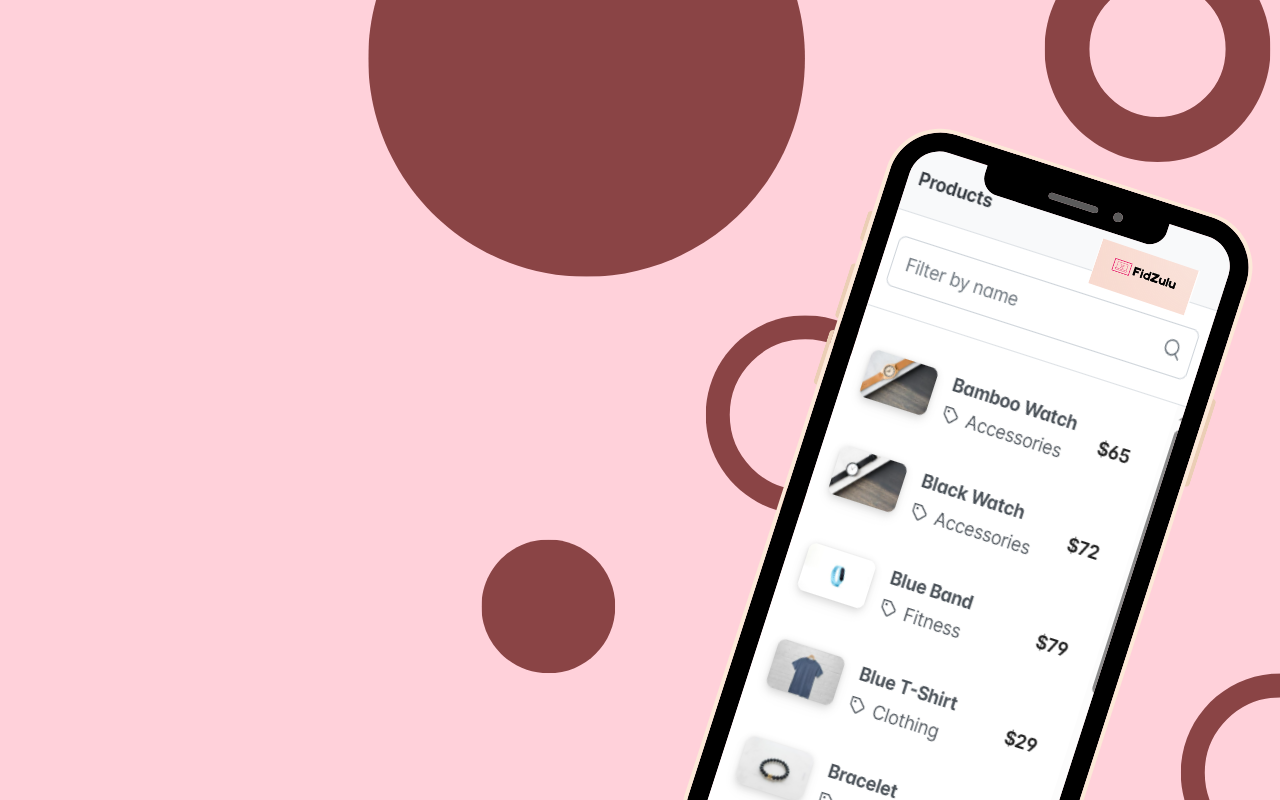 Products
FidZulu
Filter by name
Bamboo Watch
Accessories
$65
Black Watch
Accessories
$72
Blue Band
Fitness
$79
Blue T-Shirt
Clothing
$29
Bracelet